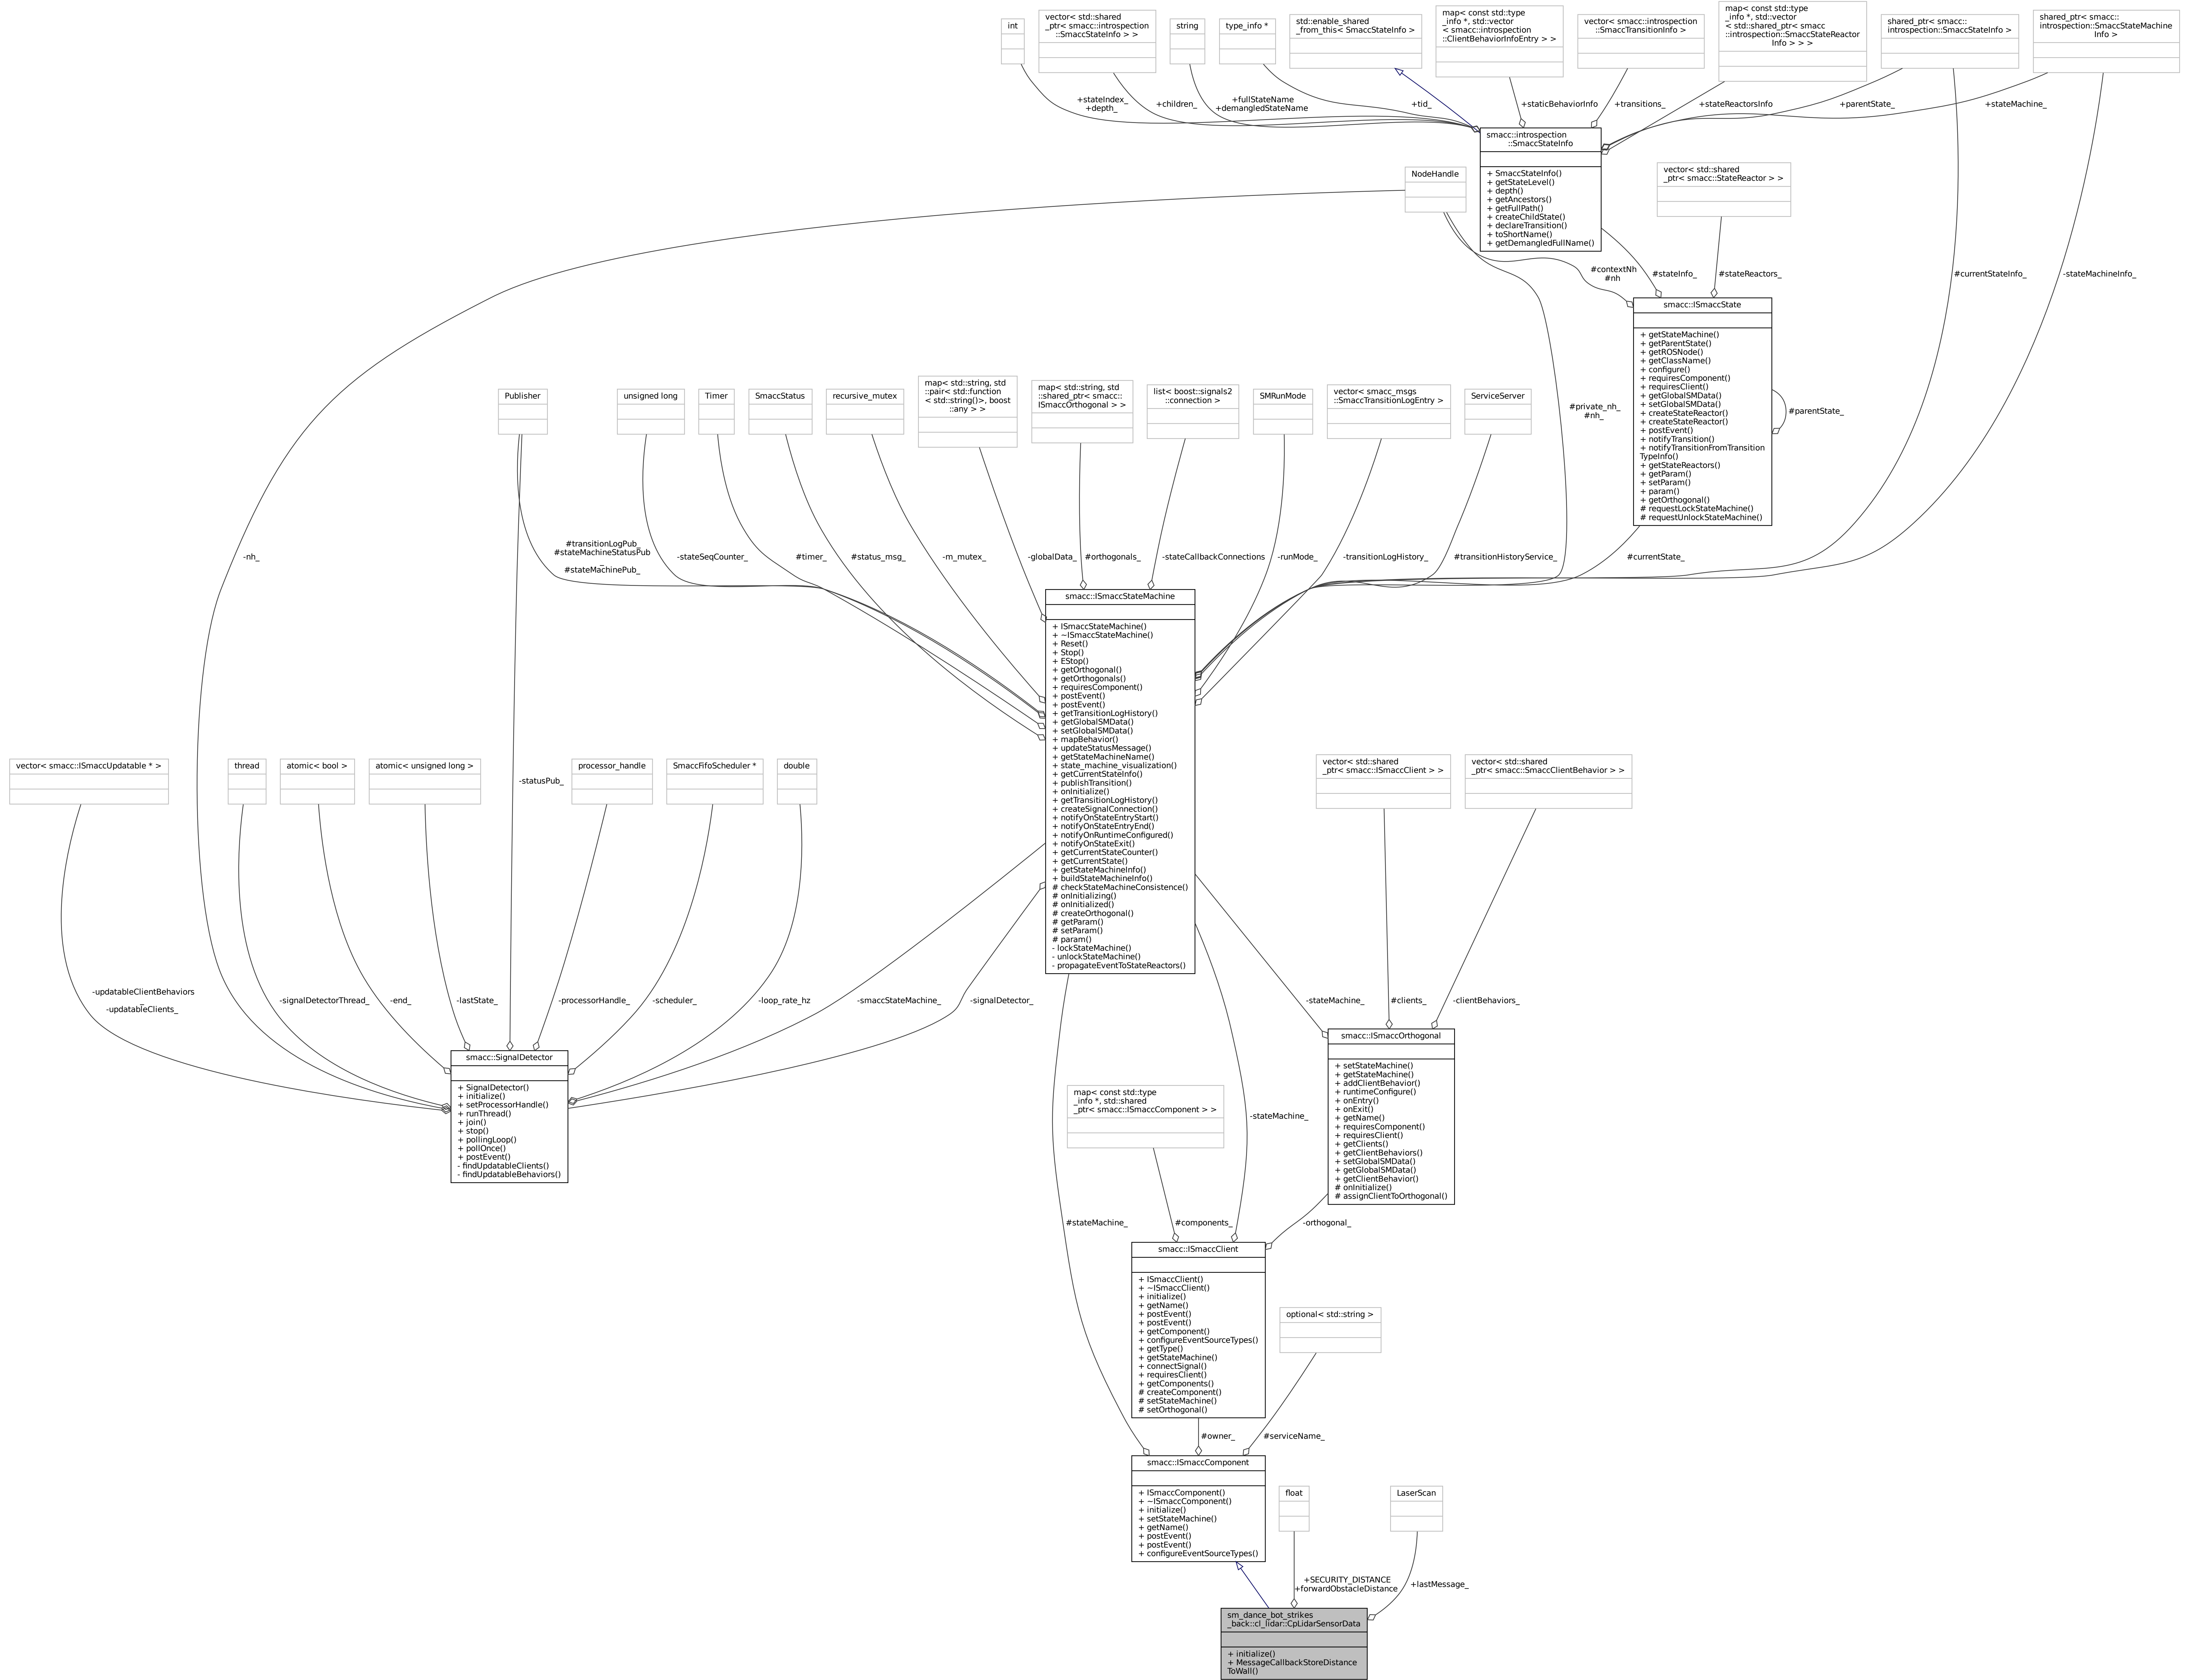 int
vector< std::shared
_ptr< smacc::introspection
::SmaccStateInfo > >
string
type_info *
std::enable_shared
_from_this< SmaccStateInfo >
map< const std::type
_info *, std::vector
< smacc::introspection
::ClientBehaviorInfoEntry > >
vector< smacc::introspection
::SmaccTransitionInfo >
map< const std::type
_info *, std::vector
< std::shared_ptr< smacc
::introspection::SmaccStateReactor
Info > > >
shared_ptr< smacc::
introspection::SmaccStateInfo >
shared_ptr< smacc::
introspection::SmaccStateMachine
Info >
+stateIndex_
+depth_
+children_
+fullStateName
+demangledStateName
+tid_
+staticBehaviorInfo
+transitions_
+stateReactorsInfo
+parentState_
+stateMachine_
smacc::introspection
::SmaccStateInfo
+ SmaccStateInfo()
+ getStateLevel()
+ depth()
+ getAncestors()
+ getFullPath()
+ createChildState()
+ declareTransition()
+ toShortName()
+ getDemangledFullName()
NodeHandle
vector< std::shared
_ptr< smacc::StateReactor > >
#contextNh
#nh
#stateInfo_
#stateReactors_
#currentStateInfo_
-stateMachineInfo_
smacc::ISmaccState
+ getStateMachine()
+ getParentState()
+ getROSNode()
+ getClassName()
+ configure()
+ requiresComponent()
+ requiresClient()
+ getGlobalSMData()
+ setGlobalSMData()
+ createStateReactor()
+ createStateReactor()
+ postEvent()
+ notifyTransition()
+ notifyTransitionFromTransition
TypeInfo()
+ getStateReactors()
+ getParam()
+ setParam()
+ param()
+ getOrthogonal()
# requestLockStateMachine()
# requestUnlockStateMachine()
#parentState_
#private_nh_
#nh_
Publisher
unsigned long
Timer
SmaccStatus
recursive_mutex
map< std::string, std
::pair< std::function
< std::string()>, boost
::any > >
map< std::string, std
::shared_ptr< smacc::
ISmaccOrthogonal > >
list< boost::signals2
::connection >
SMRunMode
vector< smacc_msgs
::SmaccTransitionLogEntry >
ServiceServer
-nh_
#transitionLogPub_
#stateMachineStatusPub
_
#stateMachinePub_
-stateSeqCounter_
#timer_
#status_msg_
-m_mutex_
-globalData_
#orthogonals_
-stateCallbackConnections
-runMode_
-transitionLogHistory_
#transitionHistoryService_
#currentState_
smacc::ISmaccStateMachine
+ ISmaccStateMachine()
+ ~ISmaccStateMachine()
+ Reset()
+ Stop()
+ EStop()
+ getOrthogonal()
+ getOrthogonals()
+ requiresComponent()
+ postEvent()
+ postEvent()
+ getTransitionLogHistory()
+ getGlobalSMData()
+ setGlobalSMData()
+ mapBehavior()
+ updateStatusMessage()
+ getStateMachineName()
+ state_machine_visualization()
+ getCurrentStateInfo()
+ publishTransition()
+ onInitialize()
+ getTransitionLogHistory()
+ createSignalConnection()
+ notifyOnStateEntryStart()
+ notifyOnStateEntryEnd()
+ notifyOnRuntimeConfigured()
+ notifyOnStateExit()
+ getCurrentStateCounter()
+ getCurrentState()
+ getStateMachineInfo()
+ buildStateMachineInfo()
# checkStateMachineConsistence()
# onInitializing()
# onInitialized()
# createOrthogonal()
# getParam()
# setParam()
# param()
- lockStateMachine()
- unlockStateMachine()
- propagateEventToStateReactors()
vector< smacc::ISmaccUpdatable * >
thread
atomic< bool >
atomic< unsigned long >
-statusPub_
processor_handle
SmaccFifoScheduler *
double
vector< std::shared
_ptr< smacc::ISmaccClient > >
vector< std::shared
_ptr< smacc::SmaccClientBehavior > >
-updatableClientBehaviors
_
-updatableClients_
-signalDetectorThread_
-end_
-lastState_
-processorHandle_
-scheduler_
-loop_rate_hz
-smaccStateMachine_
-signalDetector_
-stateMachine_
#clients_
-clientBehaviors_
smacc::SignalDetector
+ SignalDetector()
+ initialize()
+ setProcessorHandle()
+ runThread()
+ join()
+ stop()
+ pollingLoop()
+ pollOnce()
+ postEvent()
- findUpdatableClients()
- findUpdatableBehaviors()
smacc::ISmaccOrthogonal
+ setStateMachine()
+ getStateMachine()
+ addClientBehavior()
+ runtimeConfigure()
+ onEntry()
+ onExit()
+ getName()
+ requiresComponent()
+ requiresClient()
+ getClients()
+ getClientBehaviors()
+ setGlobalSMData()
+ getGlobalSMData()
+ getClientBehavior()
# onInitialize()
# assignClientToOrthogonal()
map< const std::type
_info *, std::shared
_ptr< smacc::ISmaccComponent > >
-stateMachine_
#stateMachine_
#components_
-orthogonal_
smacc::ISmaccClient
+ ISmaccClient()
+ ~ISmaccClient()
+ initialize()
+ getName()
+ postEvent()
+ postEvent()
+ getComponent()
+ configureEventSourceTypes()
+ getType()
+ getStateMachine()
+ connectSignal()
+ requiresClient()
+ getComponents()
# createComponent()
# setStateMachine()
# setOrthogonal()
optional< std::string >
#owner_
#serviceName_
smacc::ISmaccComponent
+ ISmaccComponent()
+ ~ISmaccComponent()
+ initialize()
+ setStateMachine()
+ getName()
+ postEvent()
+ postEvent()
+ configureEventSourceTypes()
float
LaserScan
+SECURITY_DISTANCE
+forwardObstacleDistance
+lastMessage_
sm_dance_bot_strikes
_back::cl_lidar::CpLidarSensorData
+ initialize()
+ MessageCallbackStoreDistance
ToWall()